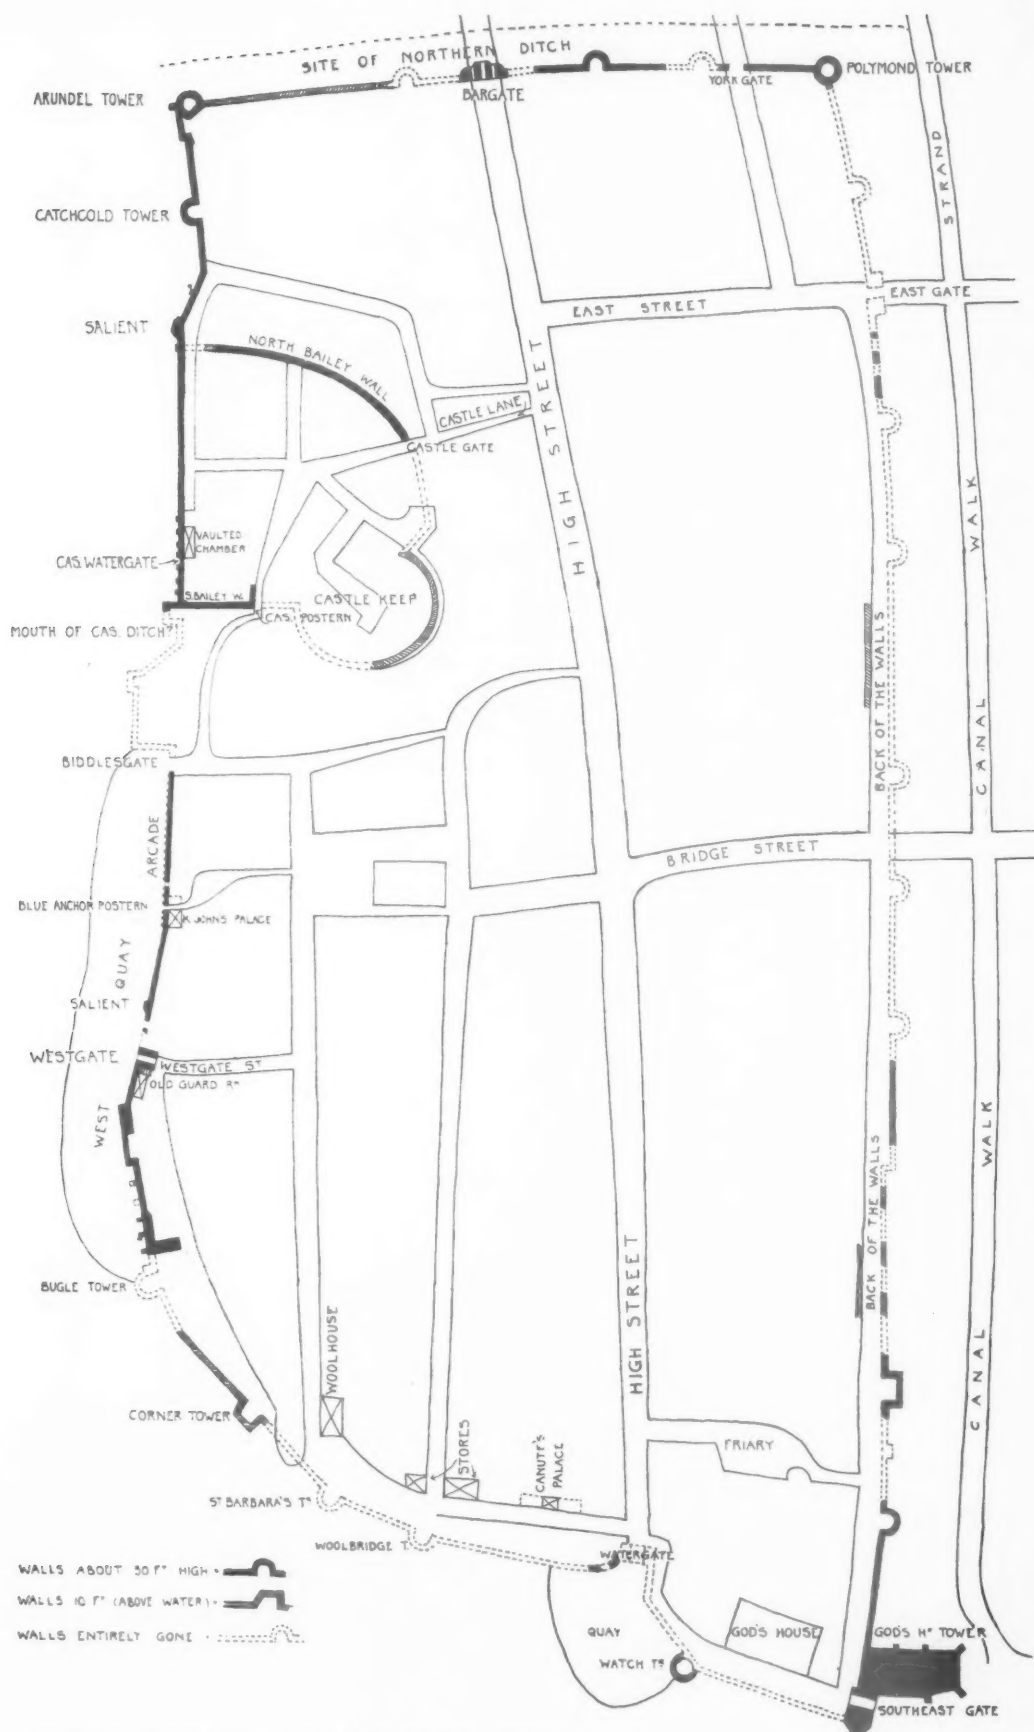 SITE OF NORTHERN DITCH
BARGATE
YORK GATE
POLYMOND TOWER
ARUNDEL TOWER
STRAND
CATCHCOLD TOWER
EAST GATE
EAST STREET
SALIENT
NORTH BAILEY WALL
HIGH STREET
CASTLE LANE
CASTLE GATE
CANAL WALK
VAULTED
CHAMBER
CAS. WATERGATE
S. BAILEY W.
CASTLE KEEP
CAS. POSTERN
MOUTH OF CAS. DITCH
BACK OF THE WALLS
BIDDLESGATE
ARCADE
BRIDGE STREET
BLUE ANCHOR POSTERN
K. JOHN'S PALACE
WEST QUAY
SALIENT
WESTGATE
WESTGATE ST
OLD GUARD RM
CANAL WALK
BACK OF THE WALLS
BUGLE TOWER
HIGH STREET
WOOLHOUSE
CORNER TOWER
STORES
CANUTE'S
PALACE
FRIARY
ST BARBARA'S TR
WOOLBRIDGE T.
WATERGATE
WALLS ABOUT 30 FT HIGH =
WALLS 10 FT (ABOVE WATER) =
WALLS ENTIRELY GONE
QUAY
GOD'S HOUSE
GOD'S HE TOWER
WATCH TR
SOUTHEAST GATE